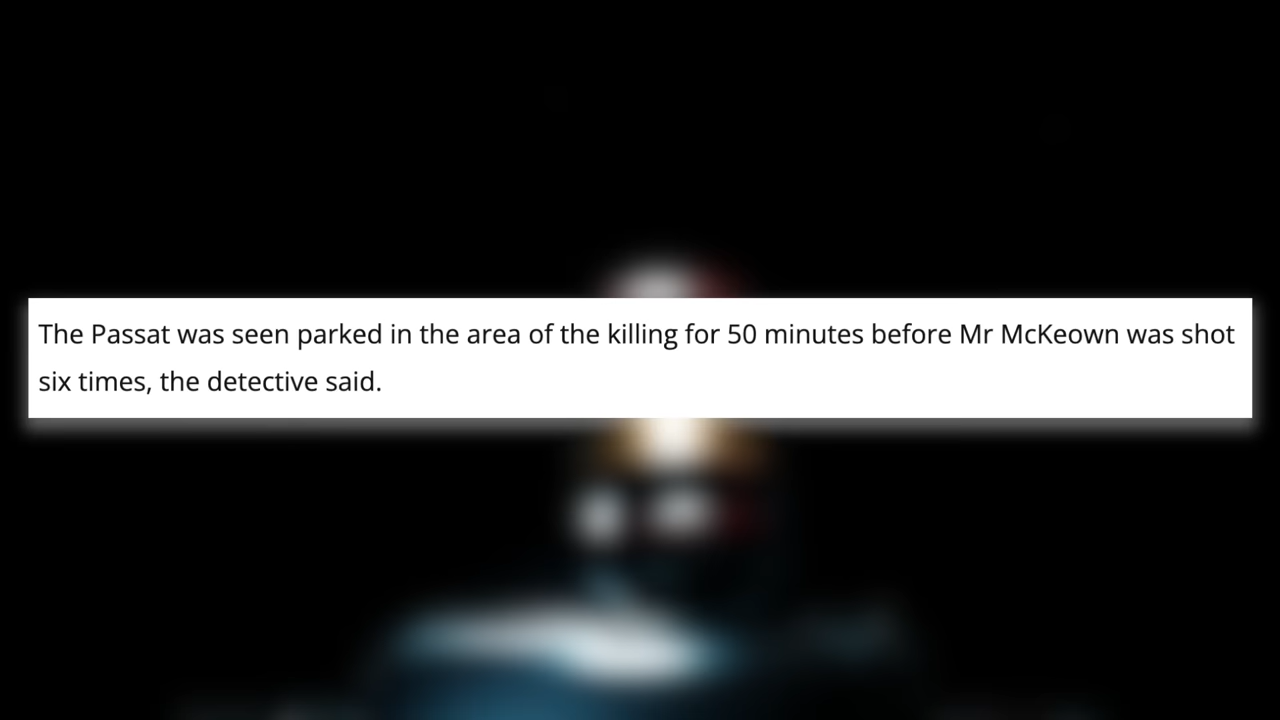 The Passat was seen parked in the area of the killing for 50 minutes before Mr McKeown was shot
six times, the detective said.